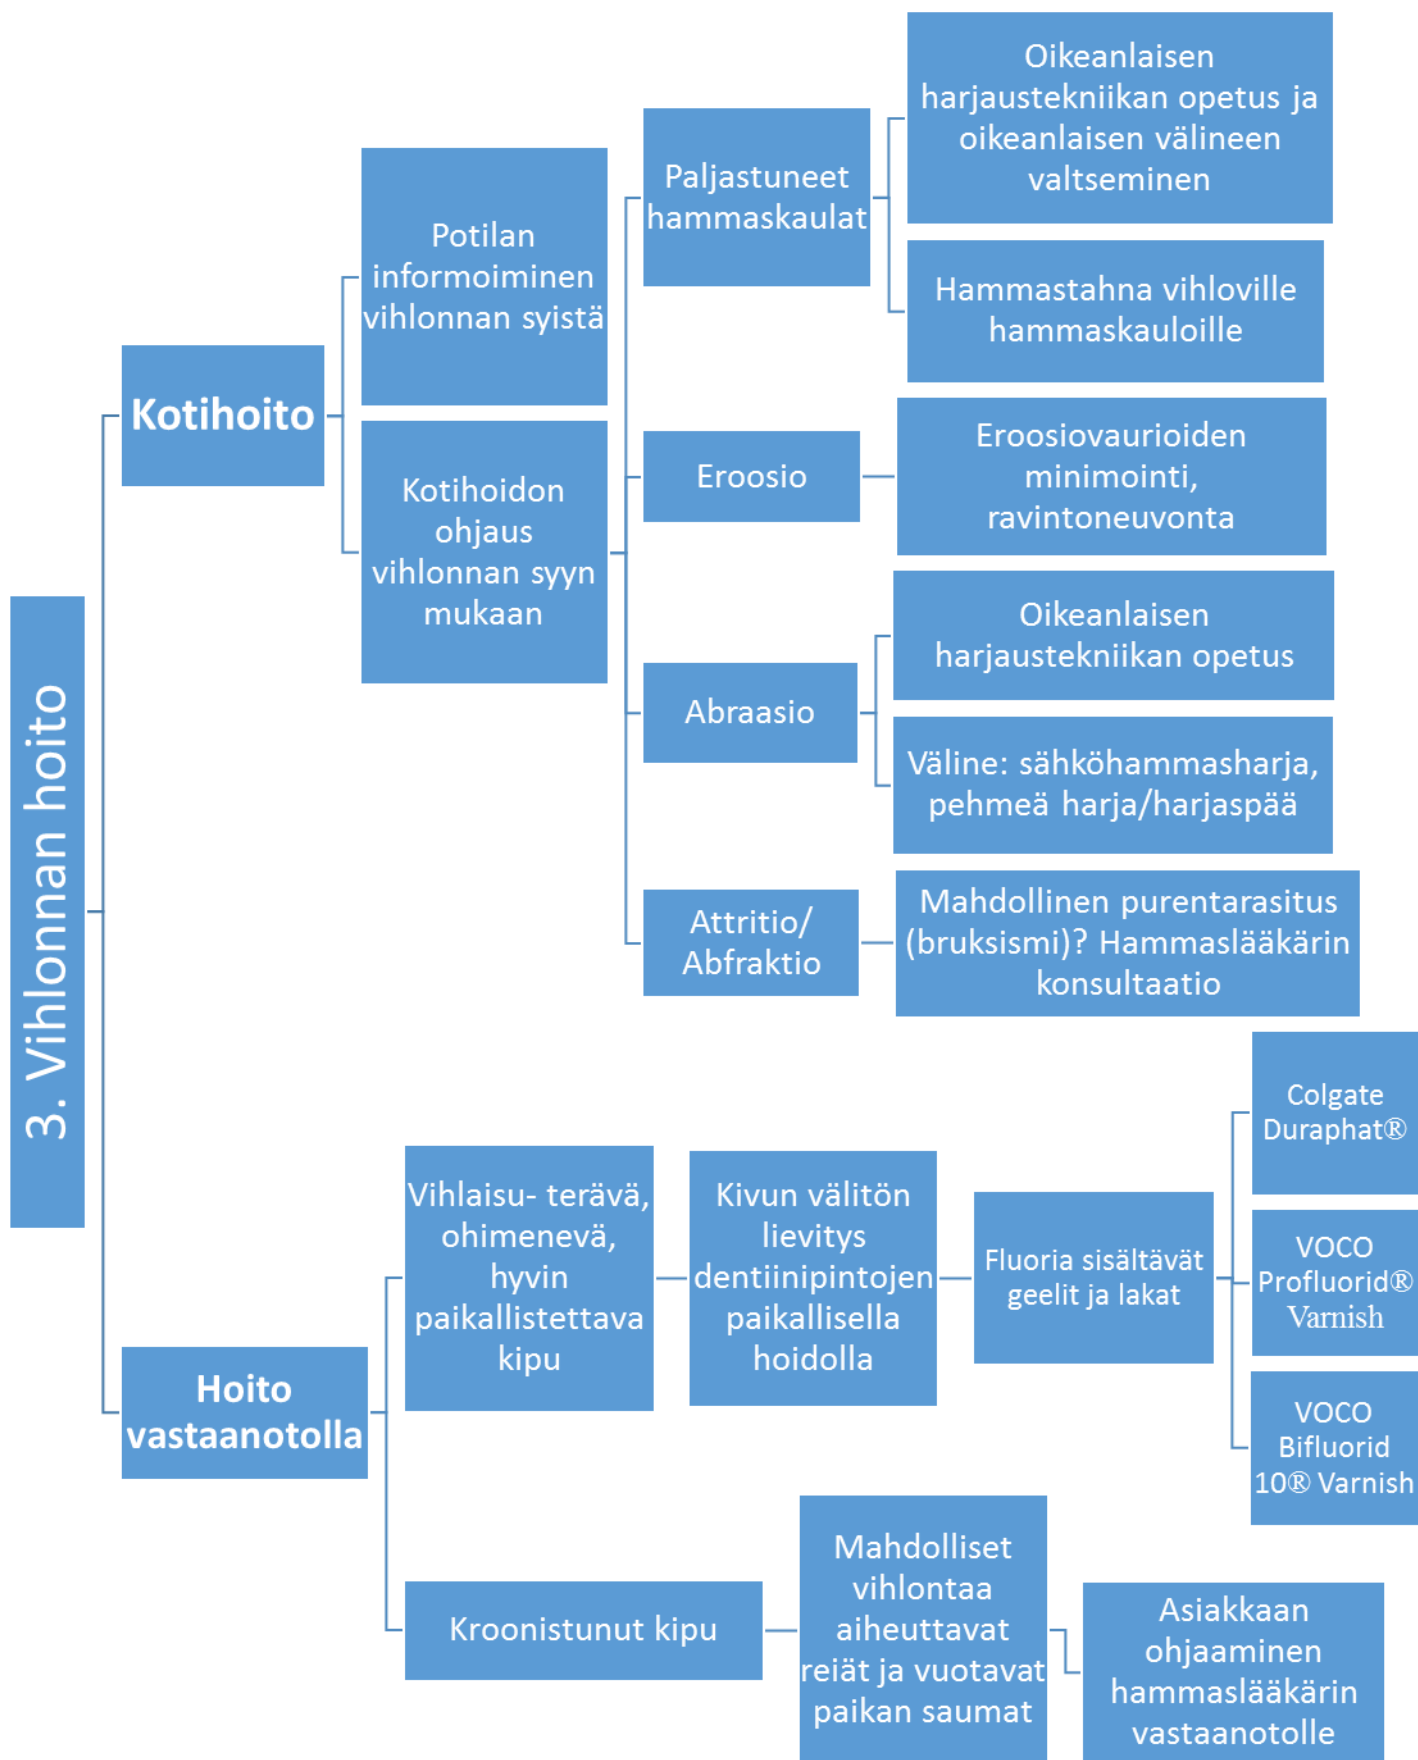 3. Vihlonnan hoito
Kotihoito
Potilan
informoiminen
vihlonnan syistä
Kotihoidon
ohjaus
vihlonnan syyn
mukaan
Paljastuneet
hammaskaulat
Oikeanlaisen
harjaustekniikan opetus ja
oikeanlaisen välineen
valtseminen
Hammastahna vihloville
hammaskauloille
Eroosio
Eroosiovaurioiden
minimointi,
ravintoneuvonta
Abraasio
Oikeanlaisen
harjaustekniikan opetus
Väline: sähköhammasharja,
pehmeä harja/harjaspää
Attritio/
Abfraktio
Mahdollinen purentarasitus
(bruksismi)? Hammaslääkärin
konsultaatio
Hoito
vastaanotolla
Vihlaisu- terävä,
ohimenevä,
hyvin
paikallistettava
kipu
Kivun välitön
lievitys
dentiinipintojen
paikallisella
hoidolla
Fluoria sisältävät
geelit ja lakat
Colgate
Duraphat®
VOCO
Profluorid®
Varnish
VOCO
Bifluorid
10® Varnish
Kroonistunut kipu
Mahdolliset
vihlontaa
aiheuttavat
reiät ja vuotavat
paikan saumat
Asiakkaan
ohjaaminen
hammaslääkärin
vastaanotolle